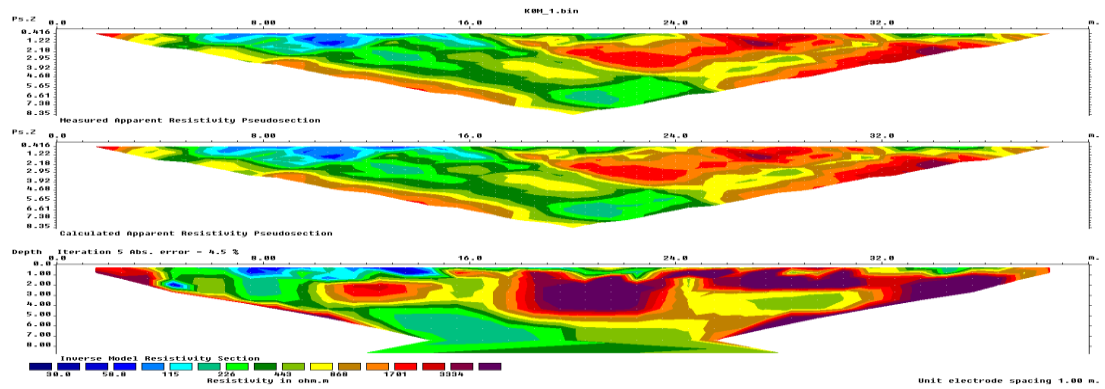 K0M_1.bin
Ps.Z 0.0 8.00 16.0 24.0 32.0 m.
0.416
1.22
2.10
2.95
3.92
4.68
5.65
6.61
7.38
8.35
Measured Apparent Resistivity Pseudosection
Ps.Z 0.0 8.00 16.0 24.0 32.0 m.
0.416
1.22
2.10
2.95
3.92
4.68
5.65
6.61
7.38
8.35
Calculated Apparent Resistivity Pseudosection
Depth Iteration 5 Abs. error = 4.5 %
0.0 8.00 16.0 24.0 32.0 m.
0.0
1.00
2.00
3.00
4.00
5.00
6.00
7.00
8.00
Inverse Model Resistivity Section
30.0 58.8 115 226 443 868 1701 3334
Resistivity in ohm.m
Unit electrode spacing 1.00 m.